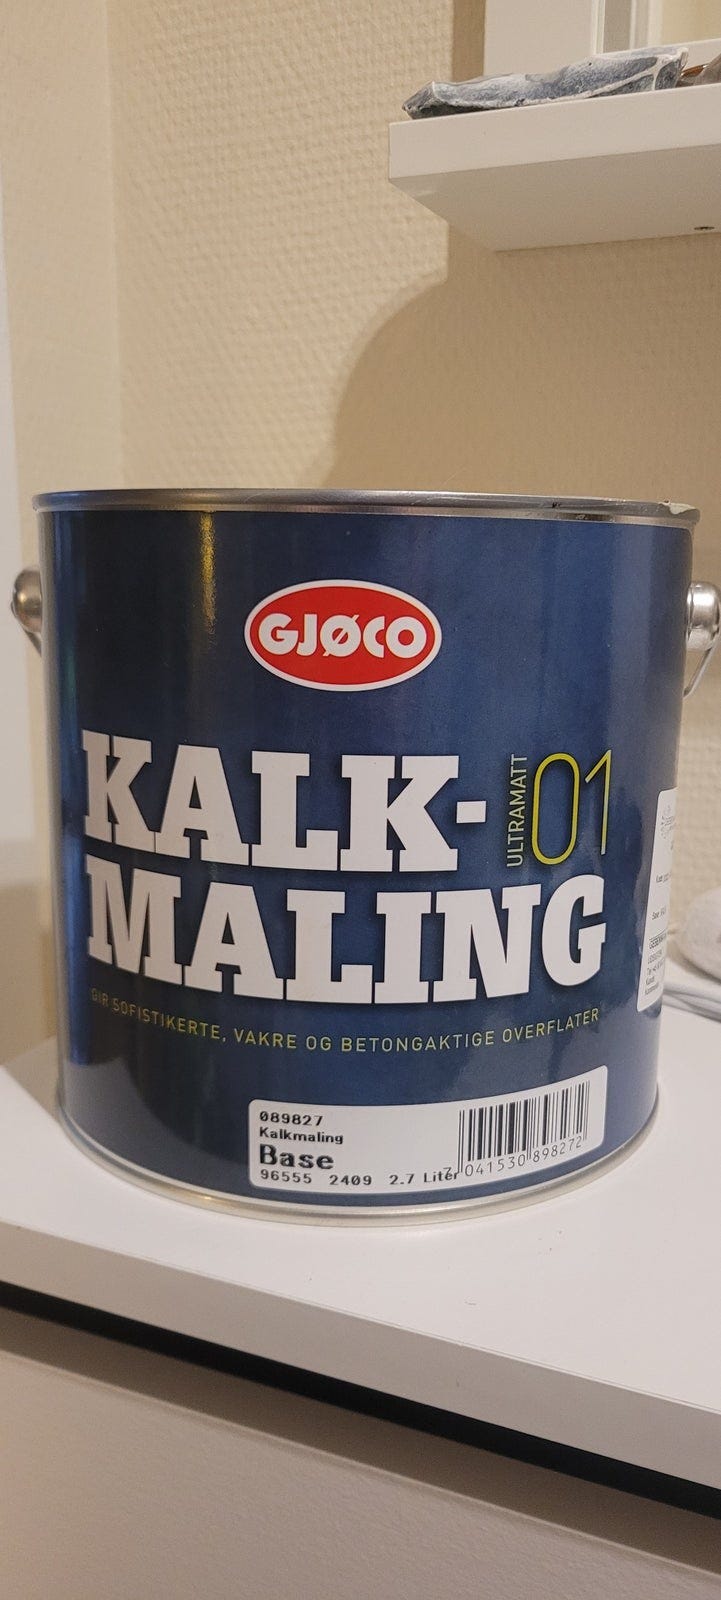 GJØCO
KALK-
MALING
ULTRAMATT 01
GIR SOFISTIKERTE, VAKRE OG BETONGAKTIGE OVERFLATER
089827
Kalkmaling
Base
96555 2409 2.7 Liter
7 041530 898272